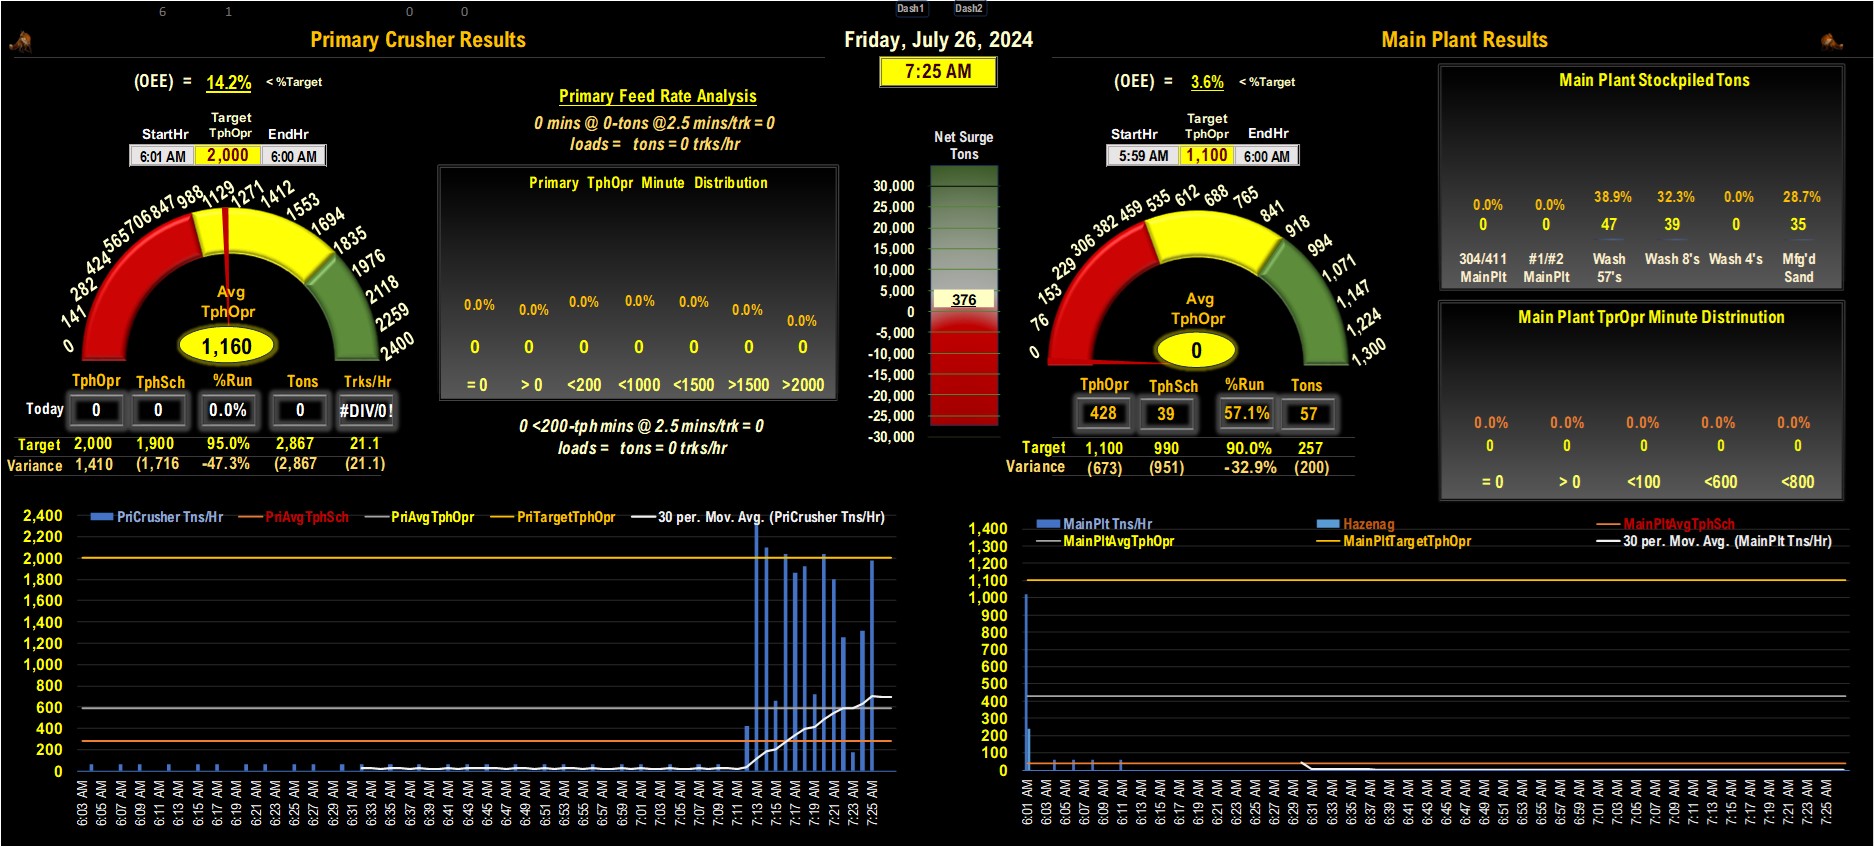 6 1 0 0 Dash1 Dash2
Primary Crusher Results
Friday, July 26, 2024
Main Plant Results
7:25 AM
(OEE) = 14.2% < %Target
StartHr Target TphOpr EndHr
6:01 AM 2,000 6:00 AM
0 141 282 424 565 706 847 988 1129 1271 1412 1553 1694 1835 1976 2118 2259 2400
Avg
TphOpr
1,160
TphOpr TphSch %Run Tons Trks/Hr
Today 0 0 0.0% 0 #DIV/0!
Target 2,000 1,900 95.0% 2,867 21.1
Variance 1,410 (1,716 -47.3% (2,867 (21.1)
Primary Feed Rate Analysis
0 mins @ 0-tons @2.5 mins/trk = 0
loads = tons = 0 trks/hr
Primary TphOpr Minute Distribution
0.0% 0.0% 0.0% 0.0% 0.0% 0.0% 0.0%
0 0 0 0 0 0 0
= 0 > 0 <200 <1000 <1500 >1500 >2000
0 <200-tph mins @ 2.5 mins/trk = 0
loads = tons = 0 trks/hr
Net Surge
Tons
30,000
25,000
20,000
15,000
10,000
5,000
376
0
-5,000
-10,000
-15,000
-20,000
-25,000
-30,000
(OEE) = 3.6% < %Target
StartHr Target TphOpr EndHr
5:59 AM 1,100 6:00 AM
0 76 153 229 306 382 459 535 612 688 765 841 918 994 1,071 1,147 1,224 1,300
Avg
TphOpr
0
TphOpr TphSch %Run Tons
428 39 57.1% 57
Target 1,100 990 90.0% 257
Variance (673) (951) -32.9% (200)
Main Plant Stockpiled Tons
0.0% 0.0% 38.9% 32.3% 0.0% 28.7%
0 0 47 39 0 35
304/411 #1/#2 Wash Wash 8's Wash 4's Mfg'd
MainPlt MainPlt 57's Sand
Main Plant TprOpr Minute Distrinution
0.0% 0.0% 0.0% 0.0% 0.0%
0 0 0 0 0
= 0 > 0 <100 <600 <800
PriCrusher Tns/Hr PriAvgTphSch PriAvgTphOpr PriTargetTphOpr 30 per. Mov. Avg. (PriCrusher Tns/Hr)
2,400
2,200
2,000
1,800
1,600
1,400
1,200
1,000
800
600
400
200
0
6:03 AM 6:05 AM 6:07 AM 6:09 AM 6:11 AM 6:13 AM 6:15 AM 6:17 AM 6:19 AM 6:21 AM 6:23 AM 6:25 AM 6:27 AM 6:29 AM 6:31 AM 6:33 AM 6:35 AM 6:37 AM 6:39 AM 6:41 AM 6:43 AM 6:45 AM 6:47 AM 6:49 AM 6:51 AM 6:53 AM 6:55 AM 6:57 AM 6:59 AM 7:01 AM 7:03 AM 7:05 AM 7:07 AM 7:09 AM 7:11 AM 7:13 AM 7:15 AM 7:17 AM 7:19 AM 7:21 AM 7:23 AM 7:25 AM
MainPlt Tns/Hr Hazenag MainPltAvgTphSch
MainPltAvgTphOpr MainPltTargetTphOpr 30 per. Mov. Avg. (MainPlt Tns/Hr)
1,400
1,300
1,200
1,100
1,000
900
800
700
600
500
400
300
200
100
0
6:01 AM 6:03 AM 6:05 AM 6:07 AM 6:09 AM 6:11 AM 6:13 AM 6:15 AM 6:17 AM 6:19 AM 6:21 AM 6:23 AM 6:25 AM 6:27 AM 6:29 AM 6:31 AM 6:33 AM 6:35 AM 6:37 AM 6:39 AM 6:41 AM 6:43 AM 6:45 AM 6:47 AM 6:49 AM 6:51 AM 6:53 AM 6:55 AM 6:57 AM 6:59 AM 7:01 AM 7:03 AM 7:05 AM 7:07 AM 7:09 AM 7:11 AM 7:13 AM 7:15 AM 7:17 AM 7:19 AM 7:21 AM 7:23 AM 7:25 AM